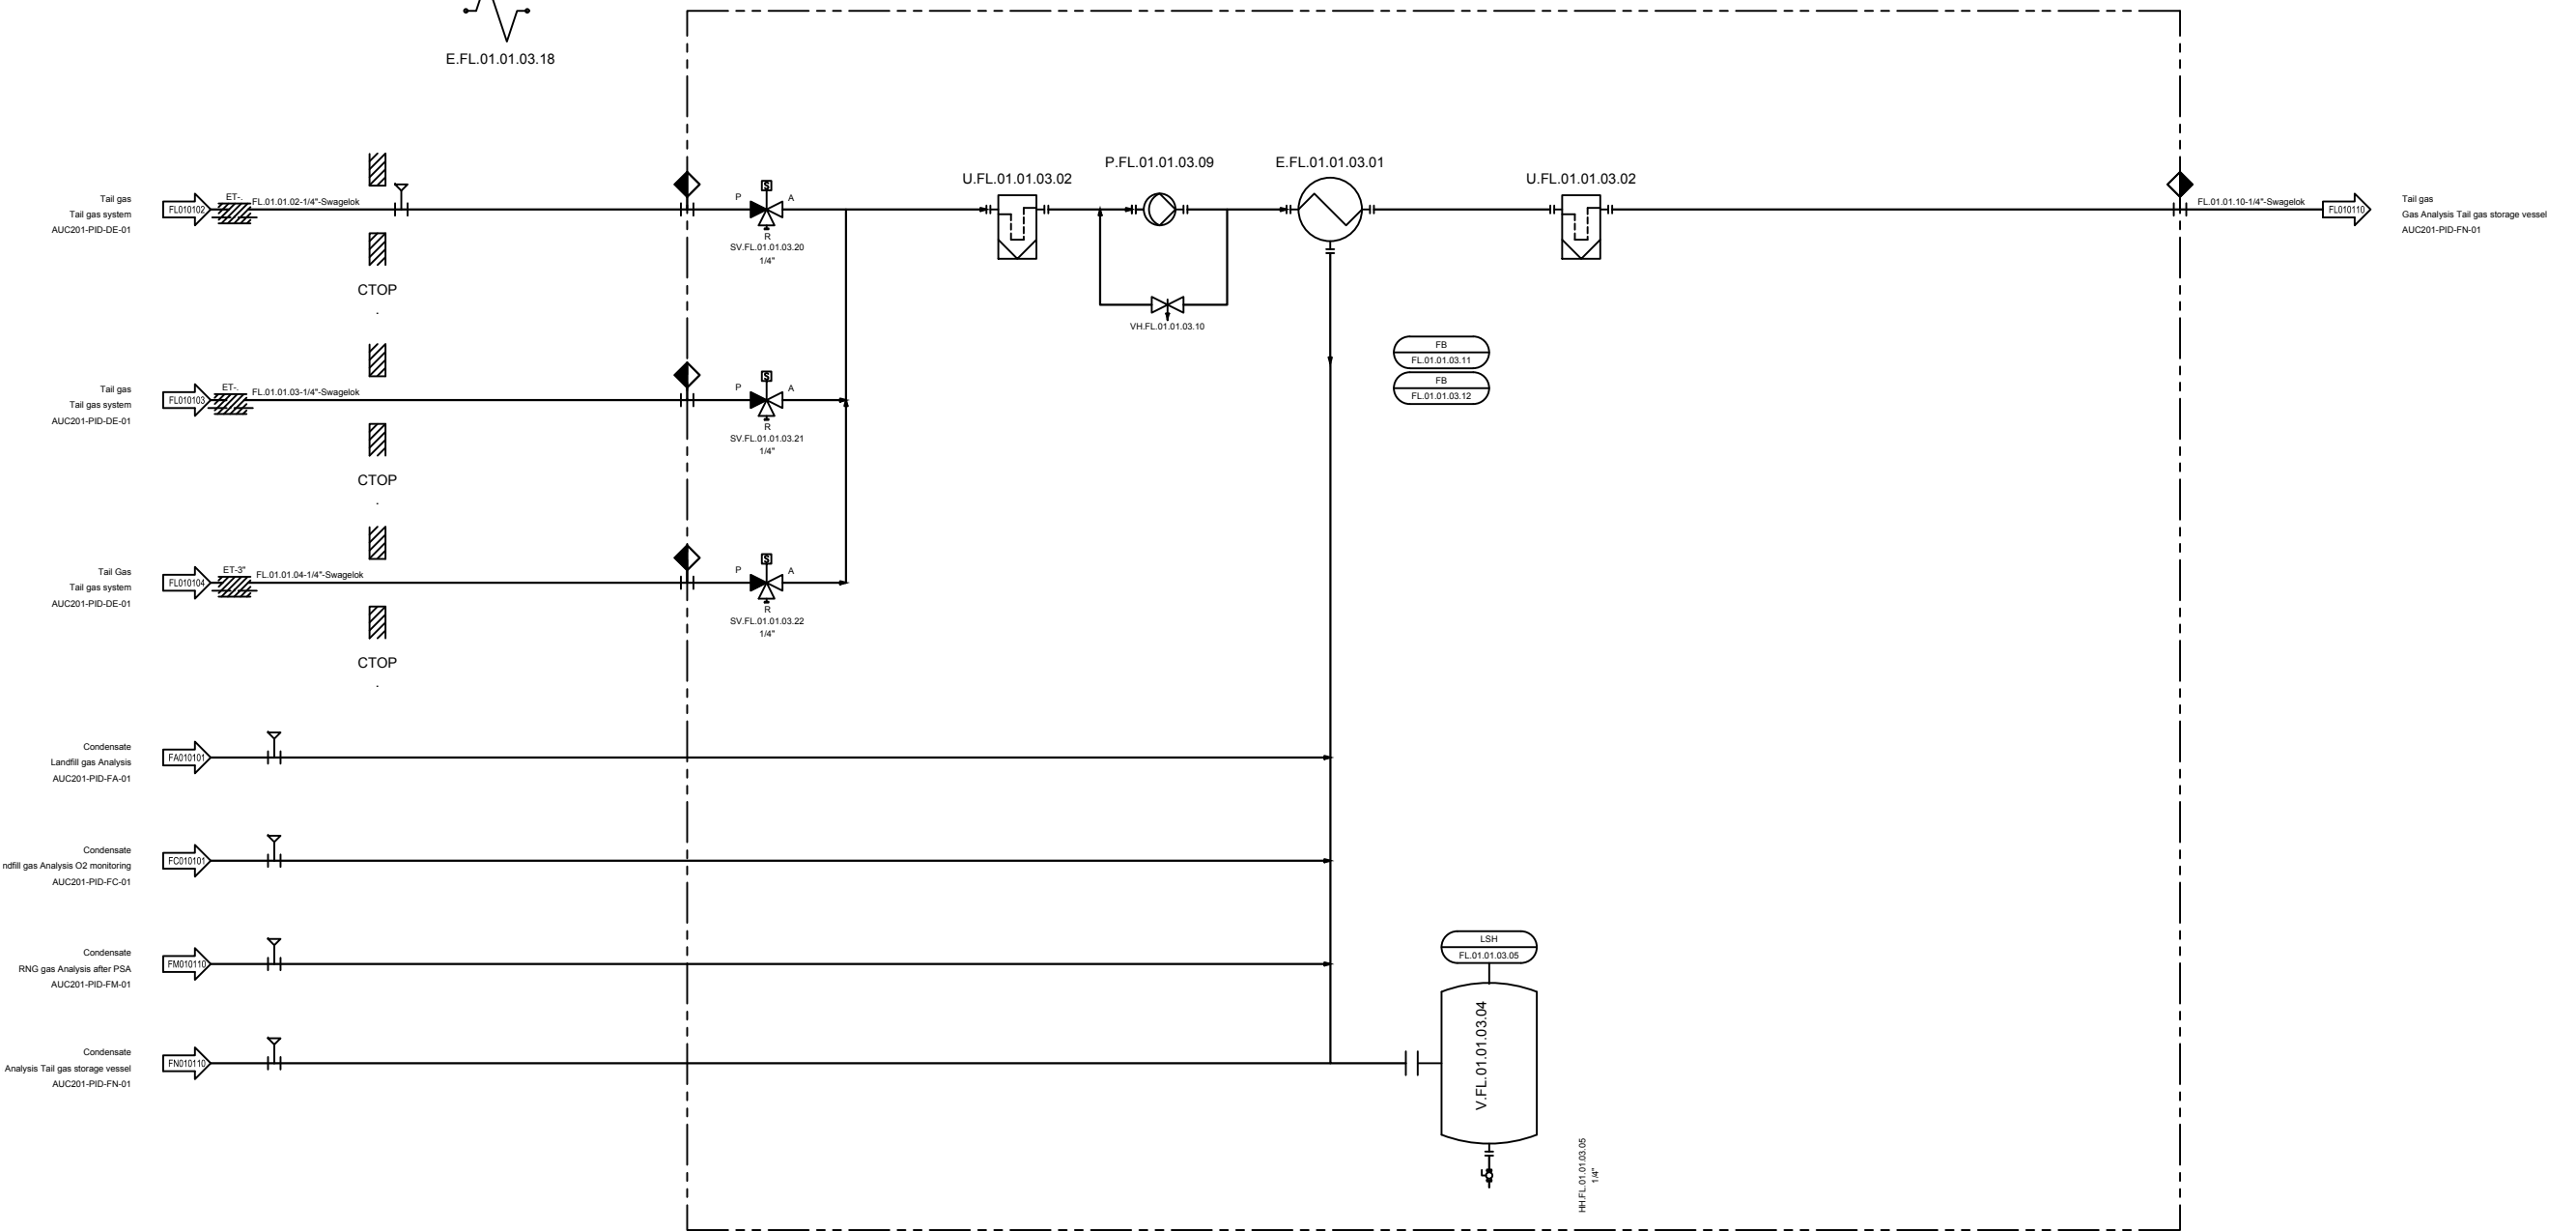 E.FL.01.01.03.18
Tail gas
Tail gas system
AUC201-PID-DE-01
FL010102
ET-.
FL.01.01.02-1/4"-Swagelok
CTOP
.
P
S
A
R
SV.FL.01.01.03.20
1/4"
U.FL.01.01.03.02
P.FL.01.01.03.09
E.FL.01.01.03.01
U.FL.01.01.03.02
VH.FL.01.01.03.10
FL.01.01.10-1/4"-Swagelok
FL010110
Tail gas
Gas Analysis Tail gas storage vessel
AUC201-PID-FN-01
FB
FL.01.01.03.11
FB
FL.01.01.03.12
Tail gas
Tail gas system
AUC201-PID-DE-01
FL010103
ET-.
FL.01.01.03-1/4"-Swagelok
CTOP
.
P
S
A
R
SV.FL.01.01.03.21
1/4"
Tail Gas
Tail gas system
AUC201-PID-DE-01
FL010104
ET-3"
FL.01.01.04-1/4"-Swagelok
CTOP
.
P
S
A
R
SV.FL.01.01.03.22
1/4"
Condensate
Landfill gas Analysis
AUC201-PID-FA-01
FA010101
Condensate
ndfill gas Analysis O2 monitoring
AUC201-PID-FC-01
FC010101
Condensate
RNG gas Analysis after PSA
AUC201-PID-FM-01
FM010110
Condensate
Analysis Tail gas storage vessel
AUC201-PID-FN-01
FN010110
LSH
FL.01.01.03.05
V.FL.01.01.03.04
HH.FL.01.01.03.05
1/4"